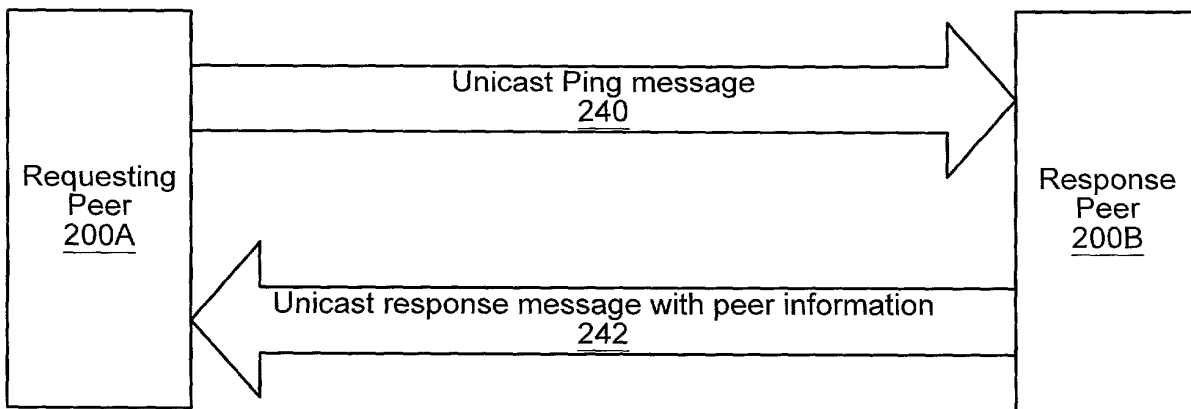 Unicast Ping message
240
Requesting
Peer
200A
Response
Peer
200B
Unicast response message with peer information
242